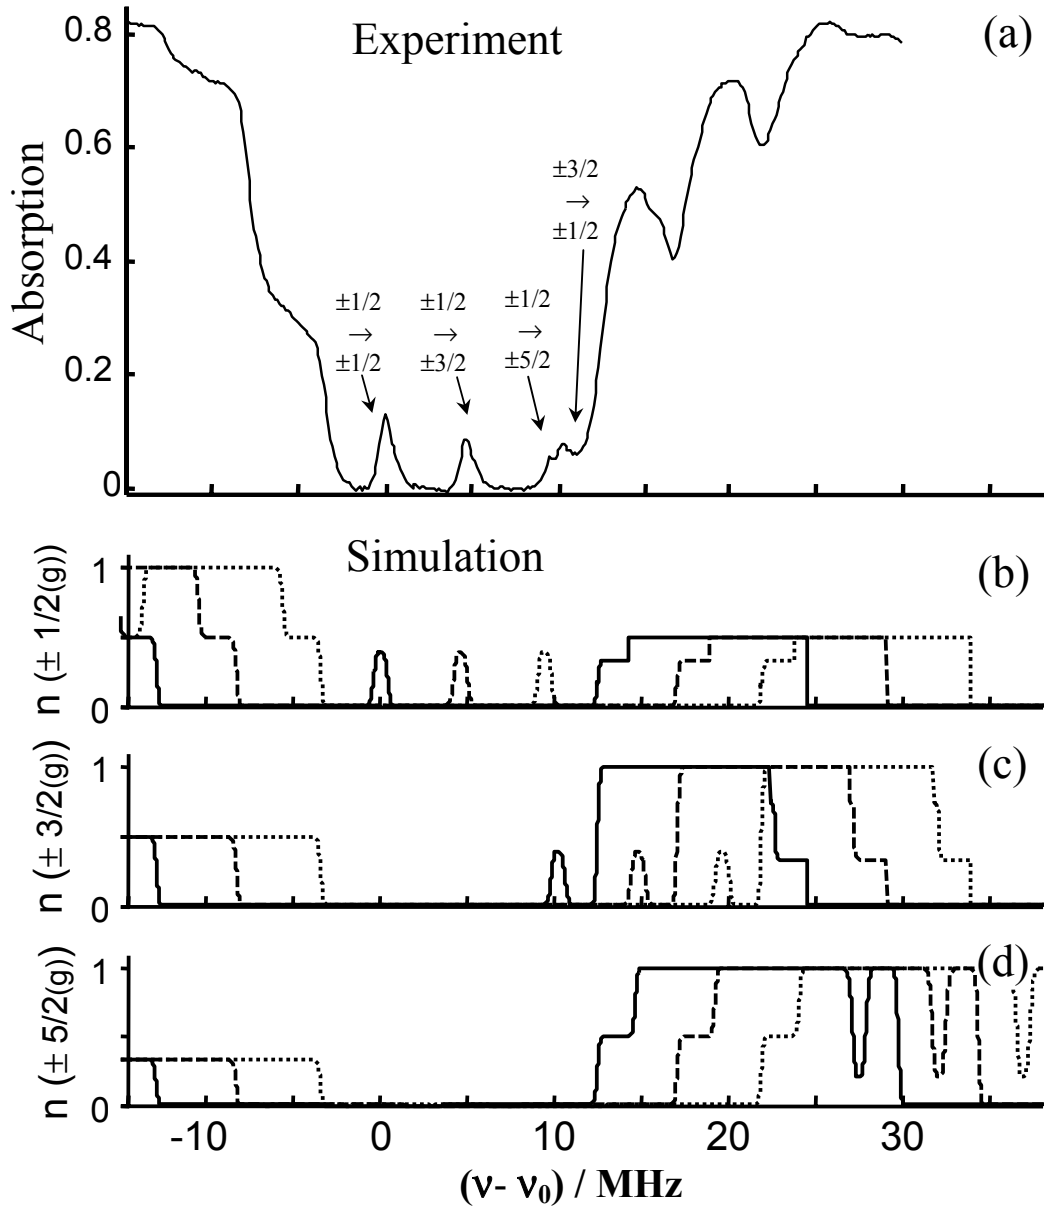 (a)
Experiment
Absorption
0.8
0.6
0.4
0.2
0
±1/2
→
±1/2
±1/2
→
±3/2
±1/2
→
±5/2
±3/2
→
±1/2
Simulation
(b)
n (± 1/2(g))
1
0
(c)
n (± 3/2(g))
1
0
(d)
n (± 5/2(g))
1
0
-10 0 10 20 30
(ν- ν₀) / MHz